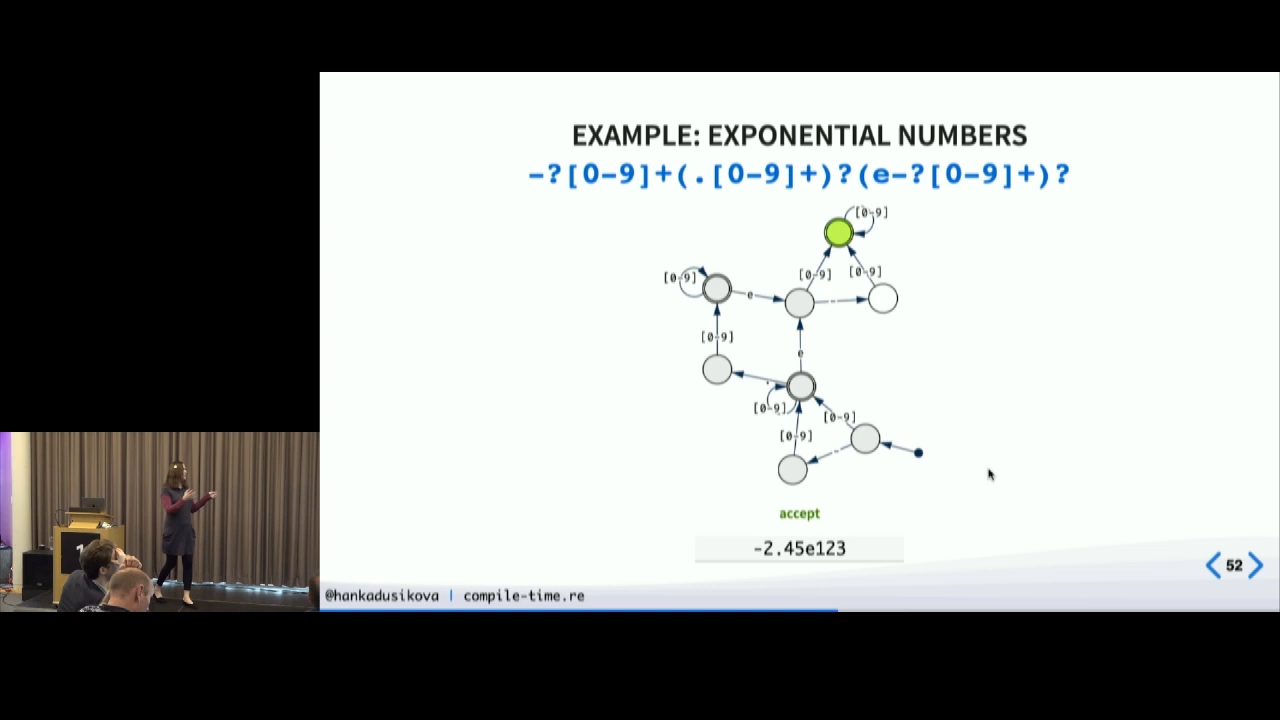 EXAMPLE: EXPONENTIAL NUMBERS
-?[0-9]+(.[0-9]+)?(e-?[0-9]+)?
[0-9]
[0-9] [0-9]
[0-9]
e
-
[0-9]
e
.
[0-9]
[0-9]
[0-9]
-
accept
-2.45e123
52
@hankadusikova | compile-time.re